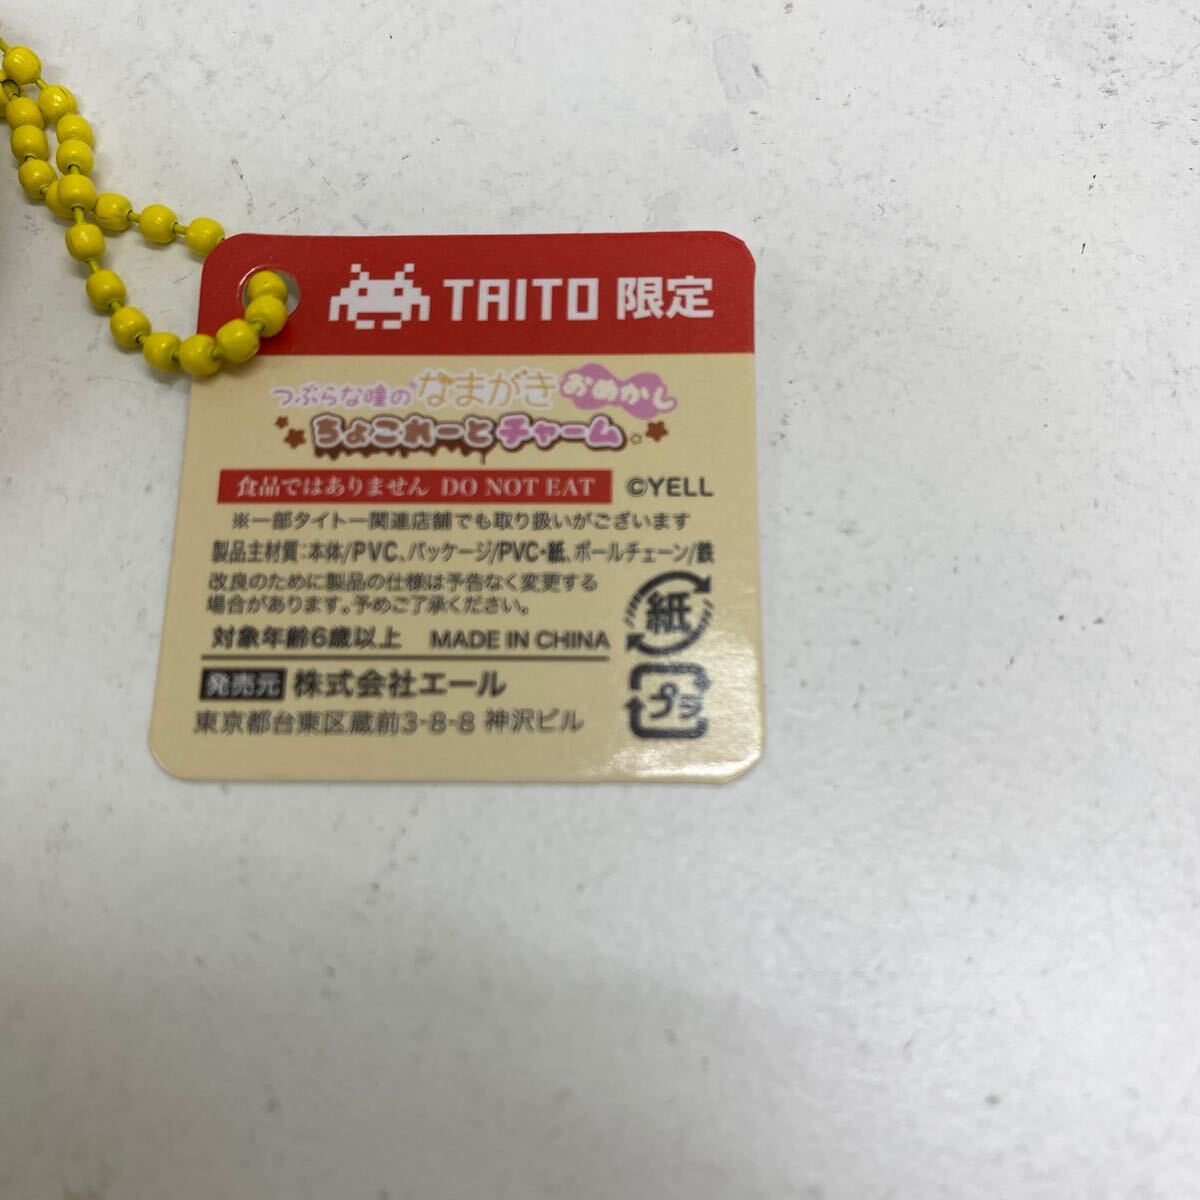 TAITO 限定
つぶらな瞳の なまがき おめかし
ちょこれーと チャーム
食品ではありません DO NOT EAT ©YELL
※一部タイトー関連店舗でも取り扱いがございます
製品主材質:本体/PVC、パッケージ/PVC・紙、ボールチェーン/鉄
改良のために製品の仕様は予告なく変更する
場合があります。予めご了承ください。
紙
対象年齢6歳以上 MADE IN CHINA
発売元 株式会社エール
プラ
東京都台東区蔵前3-8-8 神沢ビル